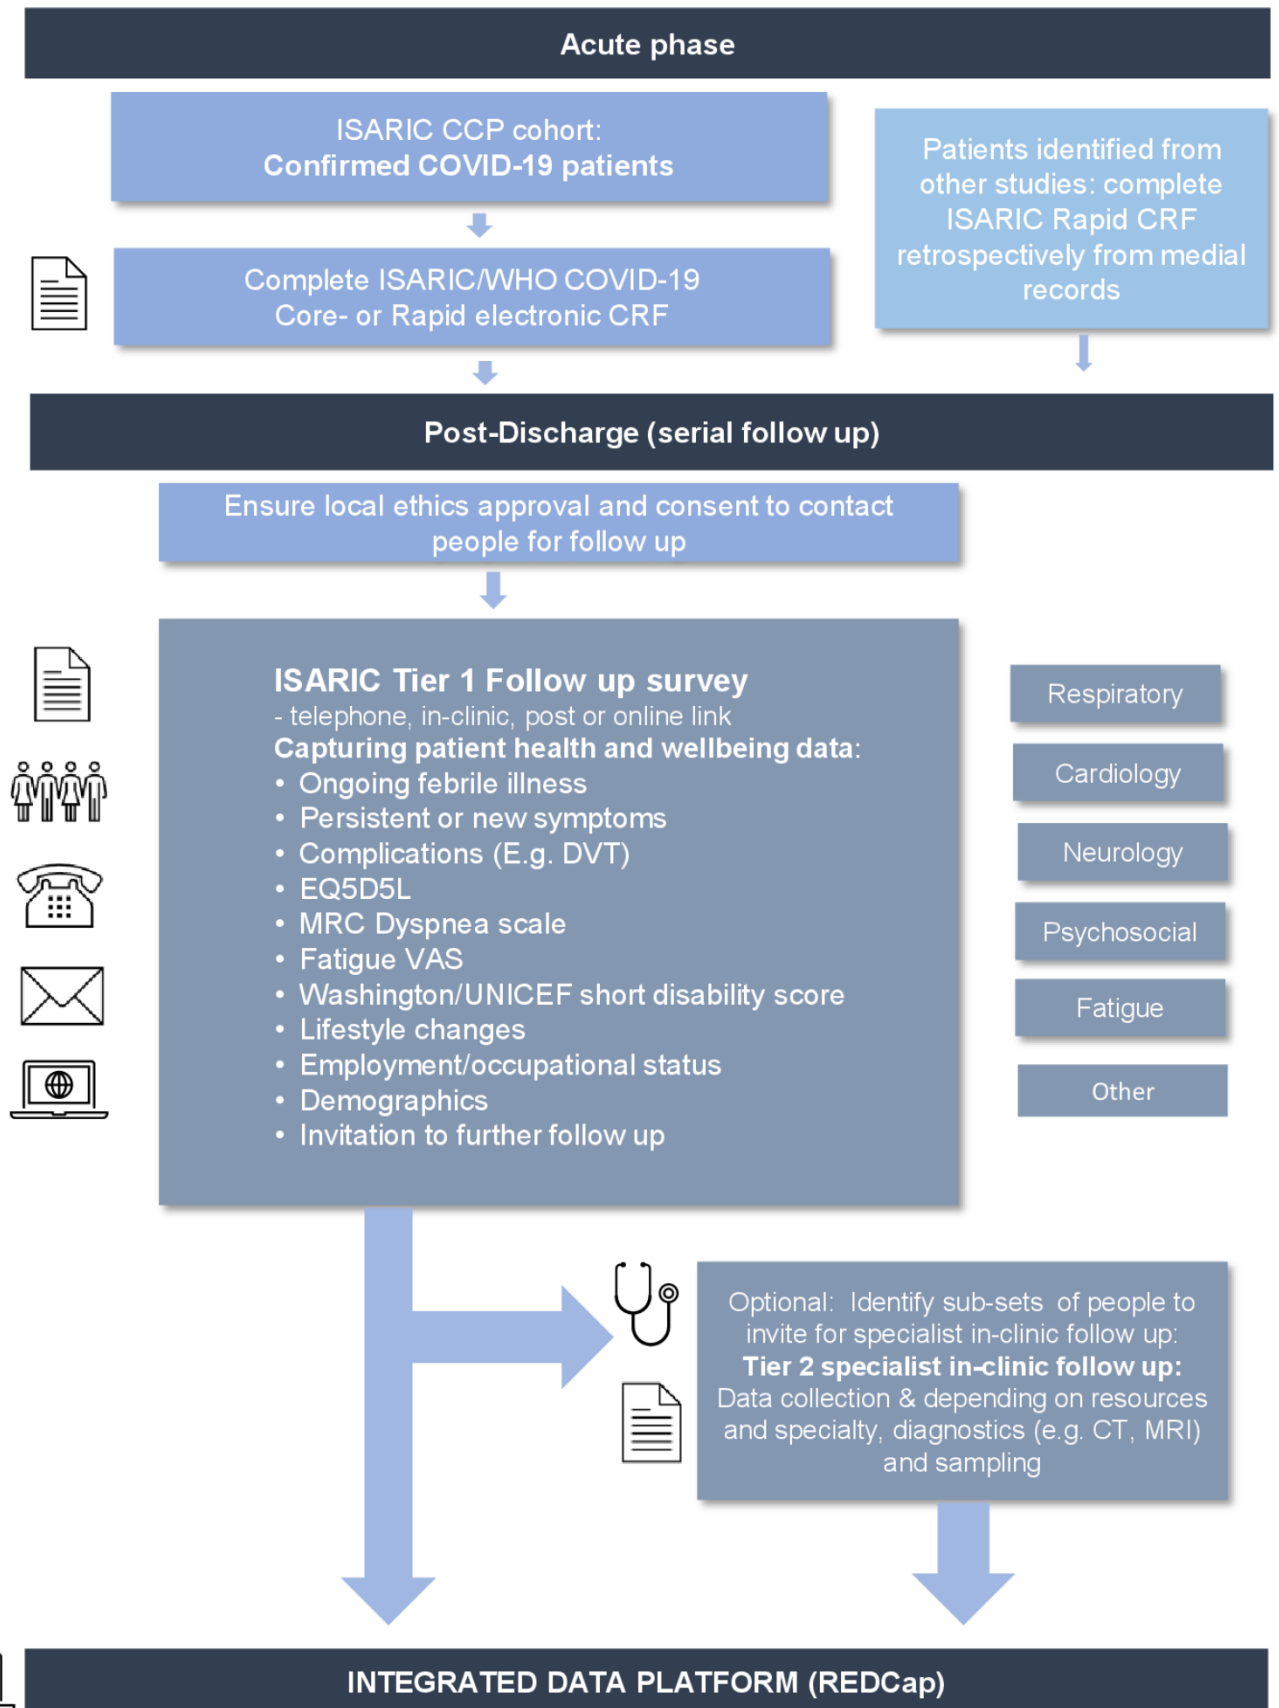 Acute phase
ISARIC CCP cohort:
Confirmed COVID-19 patients
Patients identified from
other studies: complete
ISARIC Rapid CRF
retrospectively from medial
records
Complete ISARIC/WHO COVID-19
Core- or Rapid electronic CRF
Post-Discharge (serial follow up)
Ensure local ethics approval and consent to contact
people for follow up
ISARIC Tier 1 Follow up survey
- telephone, in-clinic, post or online link
Capturing patient health and wellbeing data:
• Ongoing febrile illness
• Persistent or new symptoms
• Complications (E.g. DVT)
• EQ5D5L
• MRC Dyspnea scale
• Fatigue VAS
• Washington/UNICEF short disability score
• Lifestyle changes
• Employment/occupational status
• Demographics
• Invitation to further follow up
Respiratory
Cardiology
Neurology
Psychosocial
Fatigue
Other
Optional: Identify sub-sets of people to
invite for specialist in-clinic follow up:
Tier 2 specialist in-clinic follow up:
Data collection & depending on resources
and specialty, diagnostics (e.g. CT, MRI)
and sampling
INTEGRATED DATA PLATFORM (REDCap)